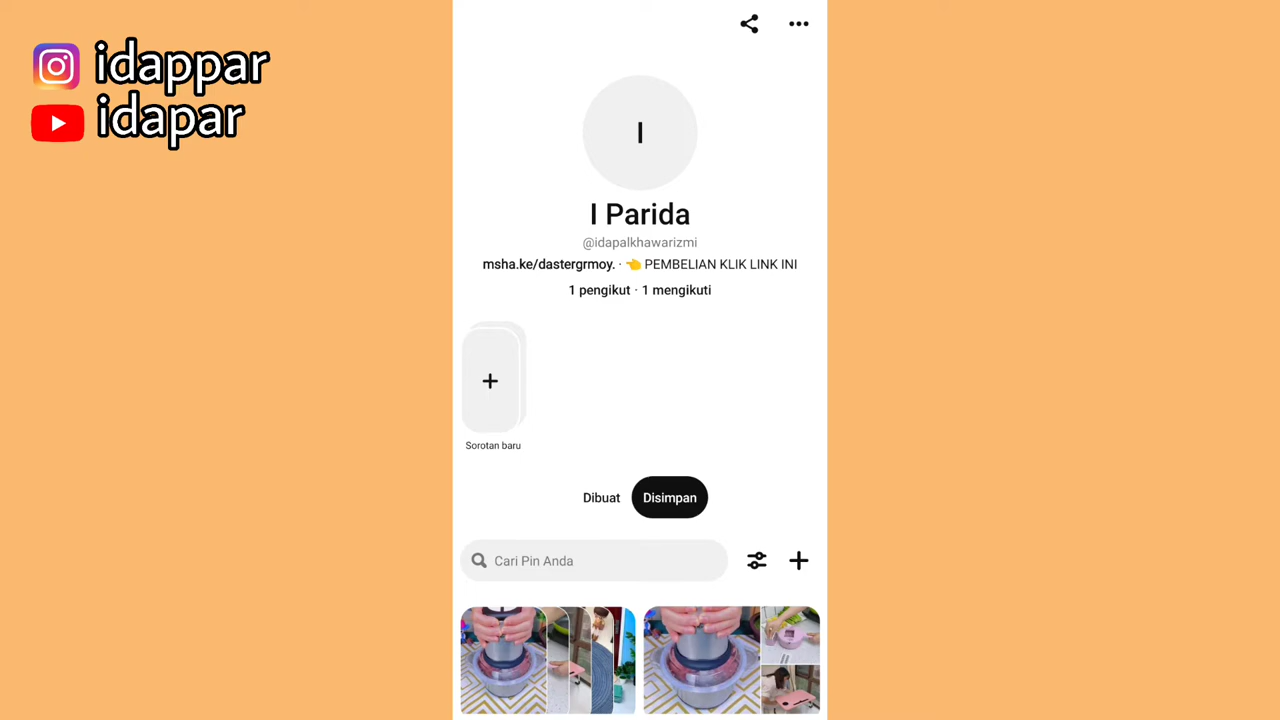 idappar
idapar
I
I Parida
@idapalkhawarizmi
msha.ke/dastergrmoy. · 👈 PEMBELIAN KLIK LINK INI
1 pengikut · 1 mengikuti
Sorotan baru
Dibuat
Disimpan
Cari Pin Anda